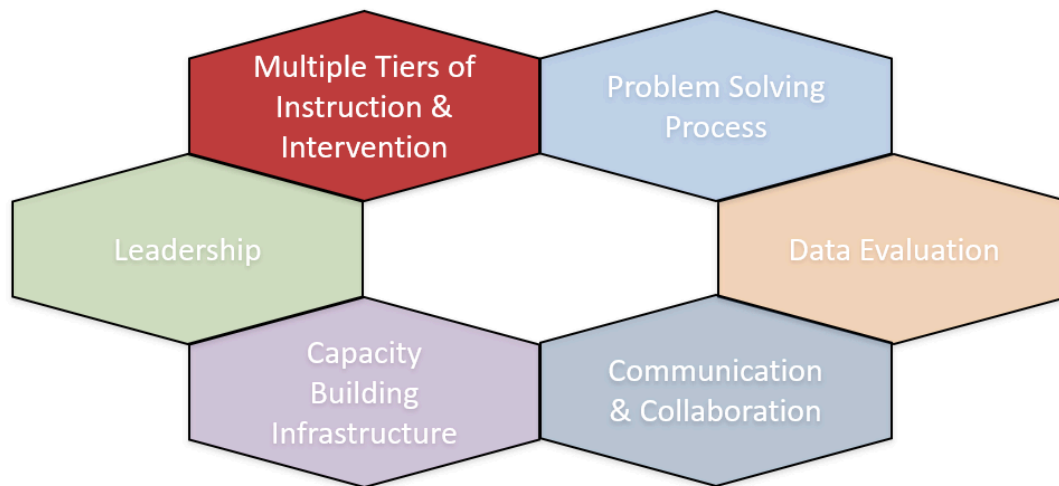 Multiple Tiers of
Instruction &
Intervention
Problem Solving
Process
Leadership
Data Evaluation
Capacity
Building
Infrastructure
Communication
& Collaboration